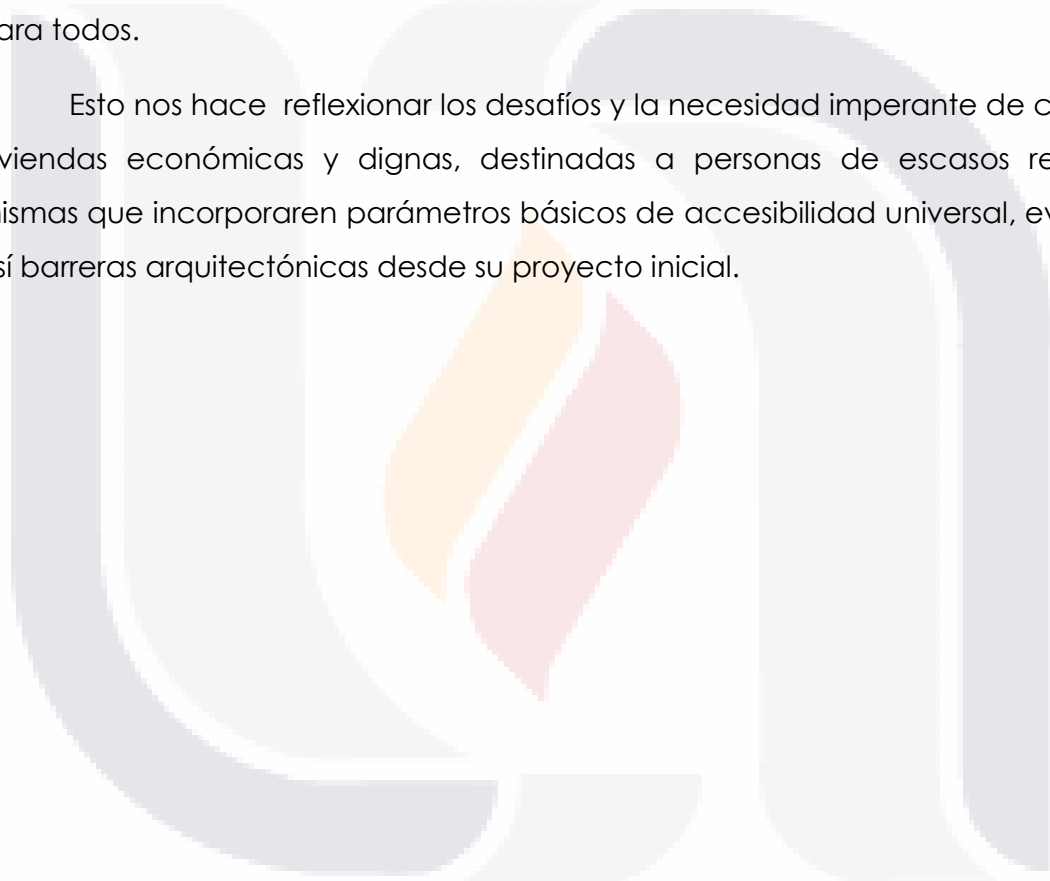 ara todos.
Esto nos hace reflexionar los desafíos y la necesidad imperante de c
viendas económicas y dignas, destinadas a personas de escasos re
ismas que incorporaren parámetros básicos de accesibilidad universal, ev
sí barreras arquitectónicas desde su proyecto inicial.